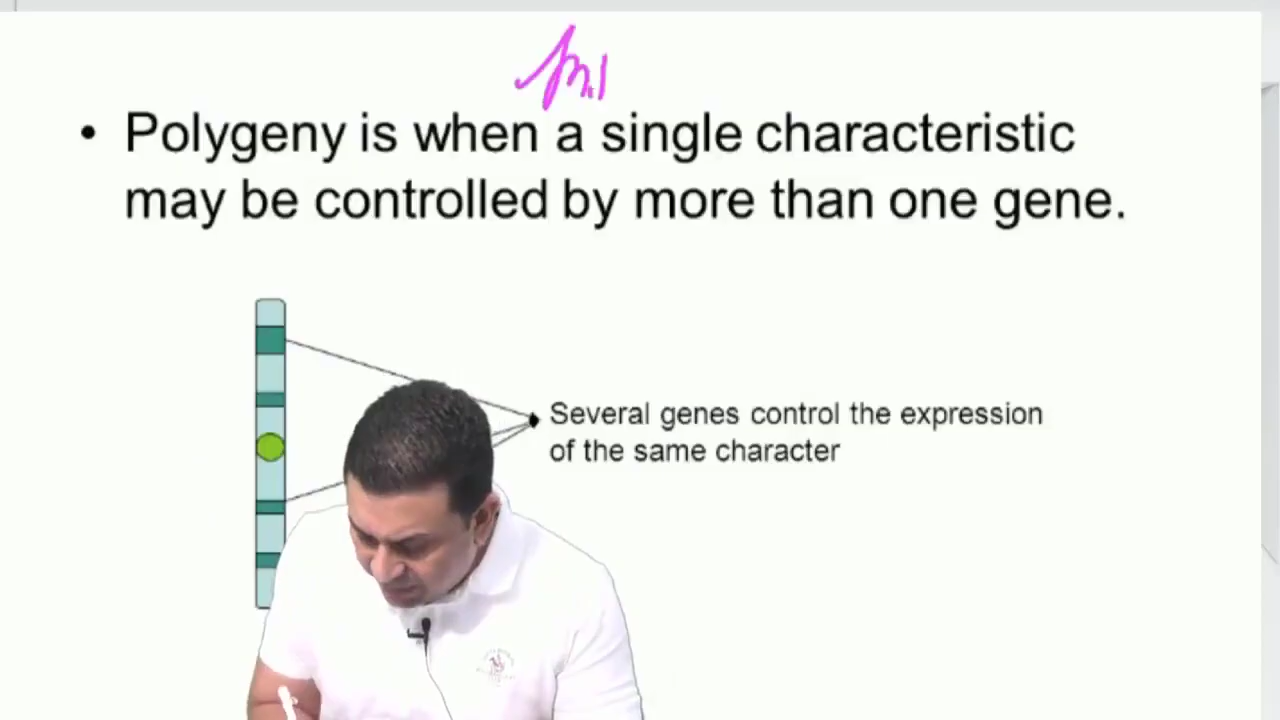 • Polygeny is when a single characteristic
may be controlled by more than one gene.
Several genes control the expression
of the same character